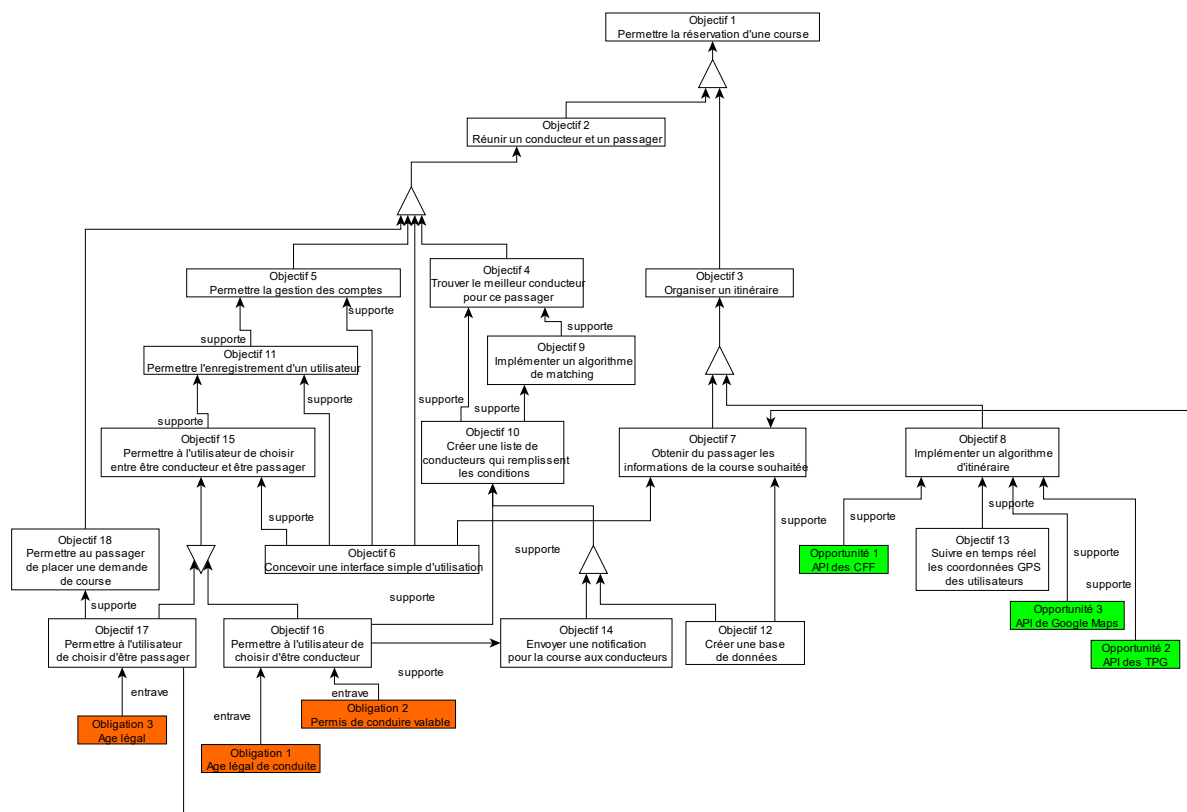 Objectif 1
Permettre la réservation d'une course
Objectif 2
Réunir un conducteur et un passager
Objectif 5
Permettre la gestion des comptes
Objectif 4
Trouver le meilleur conducteur
pour ce passager
Objectif 3
Organiser un itinéraire
supporte
supporte
supporte
Objectif 11
Permettre l'enregistrement d'un utilisateur
Objectif 9
Implémenter un algorithme
de matching
supporte
supporte
supporte
supporte
Objectif 15
Permettre à l'utilisateur de choisir
entre être conducteur et être passager
Objectif 10
Créer une liste de
conducteurs qui remplissent
les conditions
Objectif 7
Obtenir du passager les
informations de la course souhaitée
Objectif 8
Implémenter un algorithme
d'itinéraire
supporte
supporte
supporte
supporte
Objectif 18
Permettre au passager
de placer une demande
de course
Objectif 6
Concevoir une interface simple d'utilisation
supporte
Opportunité 1
API des CFF
Objectif 13
Suivre en temps réel
les coordonnées GPS
des utilisateurs
supporte
supporte
supporte
supporte
Opportunité 3
API de Google Maps
Objectif 17
Permettre à l'utilisateur
de choisir d'être passager
Objectif 16
Permettre à l'utilisateur de
choisir d'être conducteur
Objectif 14
Envoyer une notification
pour la course aux conducteurs
Objectif 12
Créer une base
de données
Opportunité 2
API des TPG
supporte
entrave
entrave
entrave
Obligation 3
Age légal
Obligation 2
Permis de conduire valable
Obligation 1
Age légal de conduite